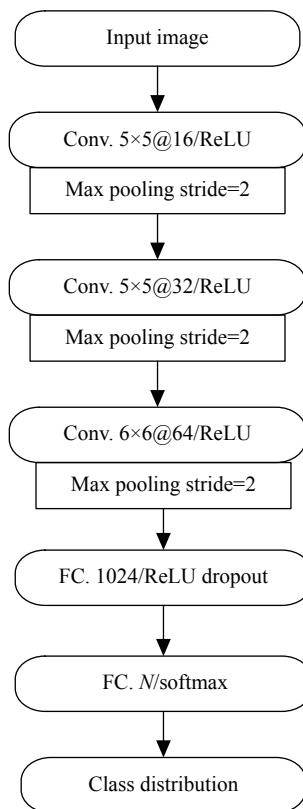 Input image
Conv. 5×5@16/ReLU
Max pooling stride=2
Conv. 5×5@32/ReLU
Max pooling stride=2
Conv. 6×6@64/ReLU
Max pooling stride=2
FC. 1024/ReLU dropout
FC. N/softmax
Class distribution